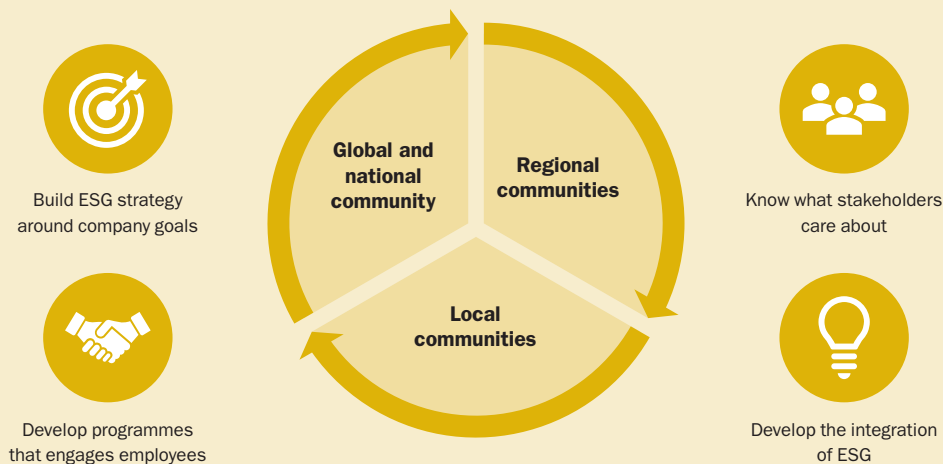 Build ESG strategy
around company goals
Develop programmes
that engages employees
Global and
national
community
Regional
communities
Local
communities
Know what stakeholders
care about
Develop the integration
of ESG